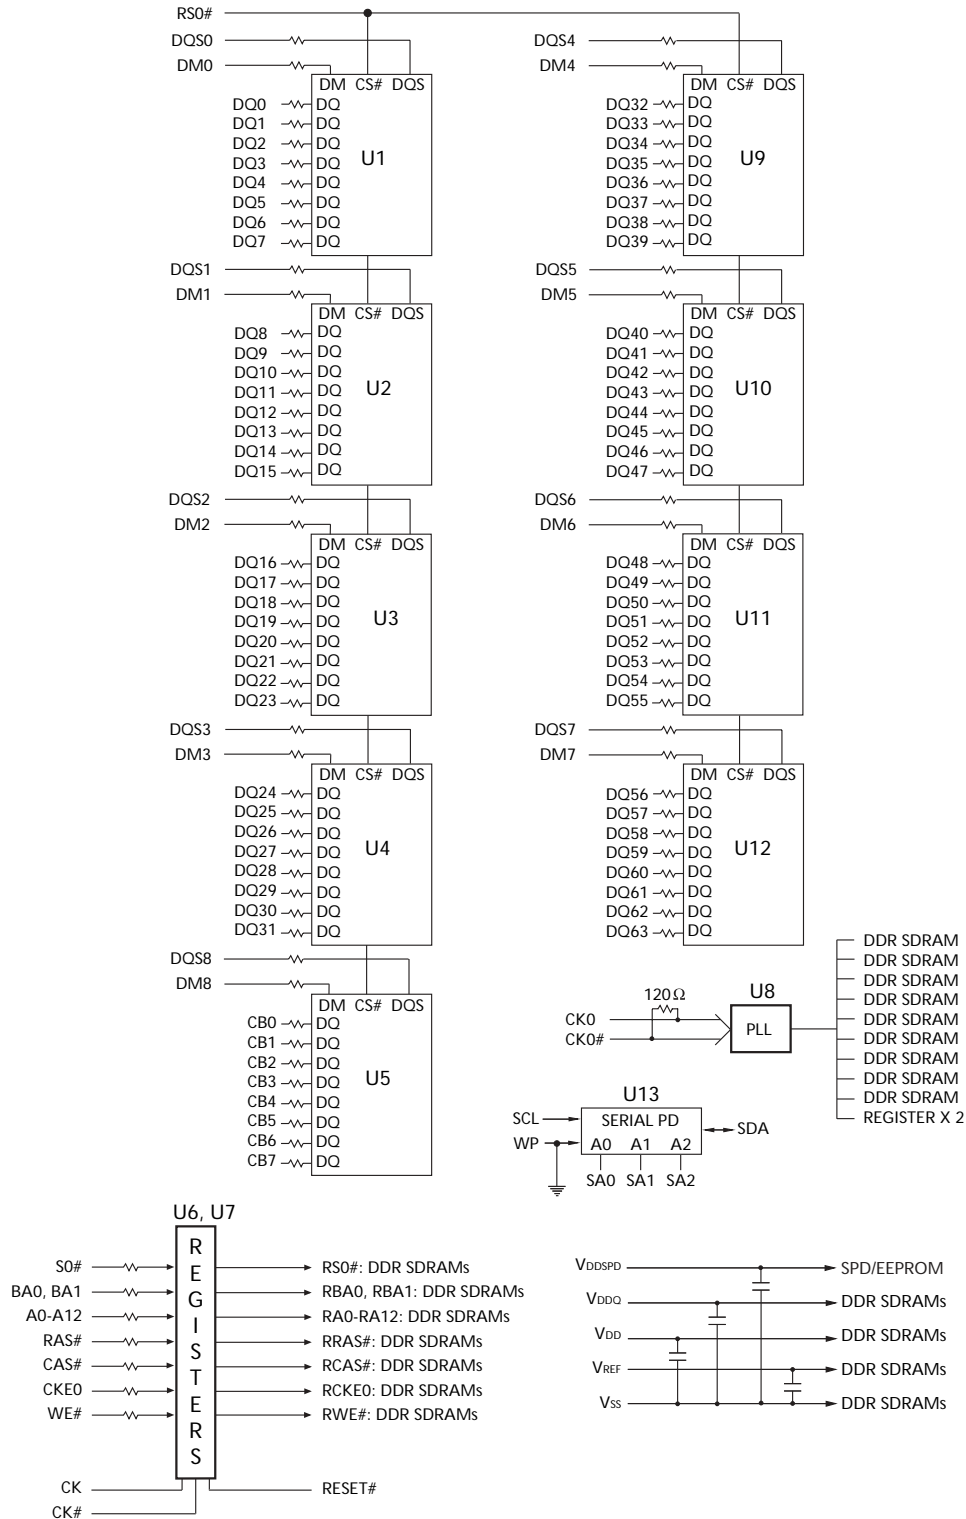 RS0#
DQS0
DM0
DM CS# DQS
DQ0 DQ
DQ1 DQ
DQ2 DQ
DQ3 DQ
DQ4 DQ
DQ5 DQ
DQ6 DQ
DQ7 DQ
U1
DQS1
DM1
DM CS# DQS
DQ8 DQ
DQ9 DQ
DQ10 DQ
DQ11 DQ
DQ12 DQ
DQ13 DQ
DQ14 DQ
DQ15 DQ
U2
DQS2
DM2
DM CS# DQS
DQ16 DQ
DQ17 DQ
DQ18 DQ
DQ19 DQ
DQ20 DQ
DQ21 DQ
DQ22 DQ
DQ23 DQ
U3
DQS3
DM3
DM CS# DQS
DQ24 DQ
DQ25 DQ
DQ26 DQ
DQ27 DQ
DQ28 DQ
DQ29 DQ
DQ30 DQ
DQ31 DQ
U4
DQS8
DM8
DM CS# DQS
CB0 DQ
CB1 DQ
CB2 DQ
CB3 DQ
CB4 DQ
CB5 DQ
CB6 DQ
CB7 DQ
U5
DQS4
DM4
DM CS# DQS
DQ32 DQ
DQ33 DQ
DQ34 DQ
DQ35 DQ
DQ36 DQ
DQ37 DQ
DQ38 DQ
DQ39 DQ
U9
DQS5
DM5
DM CS# DQS
DQ40 DQ
DQ41 DQ
DQ42 DQ
DQ43 DQ
DQ44 DQ
DQ45 DQ
DQ46 DQ
DQ47 DQ
U10
DQS6
DM6
DM CS# DQS
DQ48 DQ
DQ49 DQ
DQ50 DQ
DQ51 DQ
DQ52 DQ
DQ53 DQ
DQ54 DQ
DQ55 DQ
U11
DQS7
DM7
DM CS# DQS
DQ56 DQ
DQ57 DQ
DQ58 DQ
DQ59 DQ
DQ60 DQ
DQ61 DQ
DQ62 DQ
DQ63 DQ
U12
120Ω
U8
CK0
CK0#
PLL
DDR SDRAM
DDR SDRAM
DDR SDRAM
DDR SDRAM
DDR SDRAM
DDR SDRAM
DDR SDRAM
DDR SDRAM
DDR SDRAM
REGISTER X 2
U13
SCL
SERIAL PD
SDA
WP
A0 A1 A2
SA0 SA1 SA2
U6, U7
REGISTERS
S0# RS0#: DDR SDRAMs
BA0, BA1 RBA0, RBA1: DDR SDRAMs
A0-A12 RA0-RA12: DDR SDRAMs
RAS# RRAS#: DDR SDRAMs
CAS# RCAS#: DDR SDRAMs
CKE0 RCKE0: DDR SDRAMs
WE# RWE#: DDR SDRAMs
CK RESET#
CK#
VDDSPD SPD/EEPROM
VDDQ DDR SDRAMs
VDD DDR SDRAMs
VREF DDR SDRAMs
VSS DDR SDRAMs